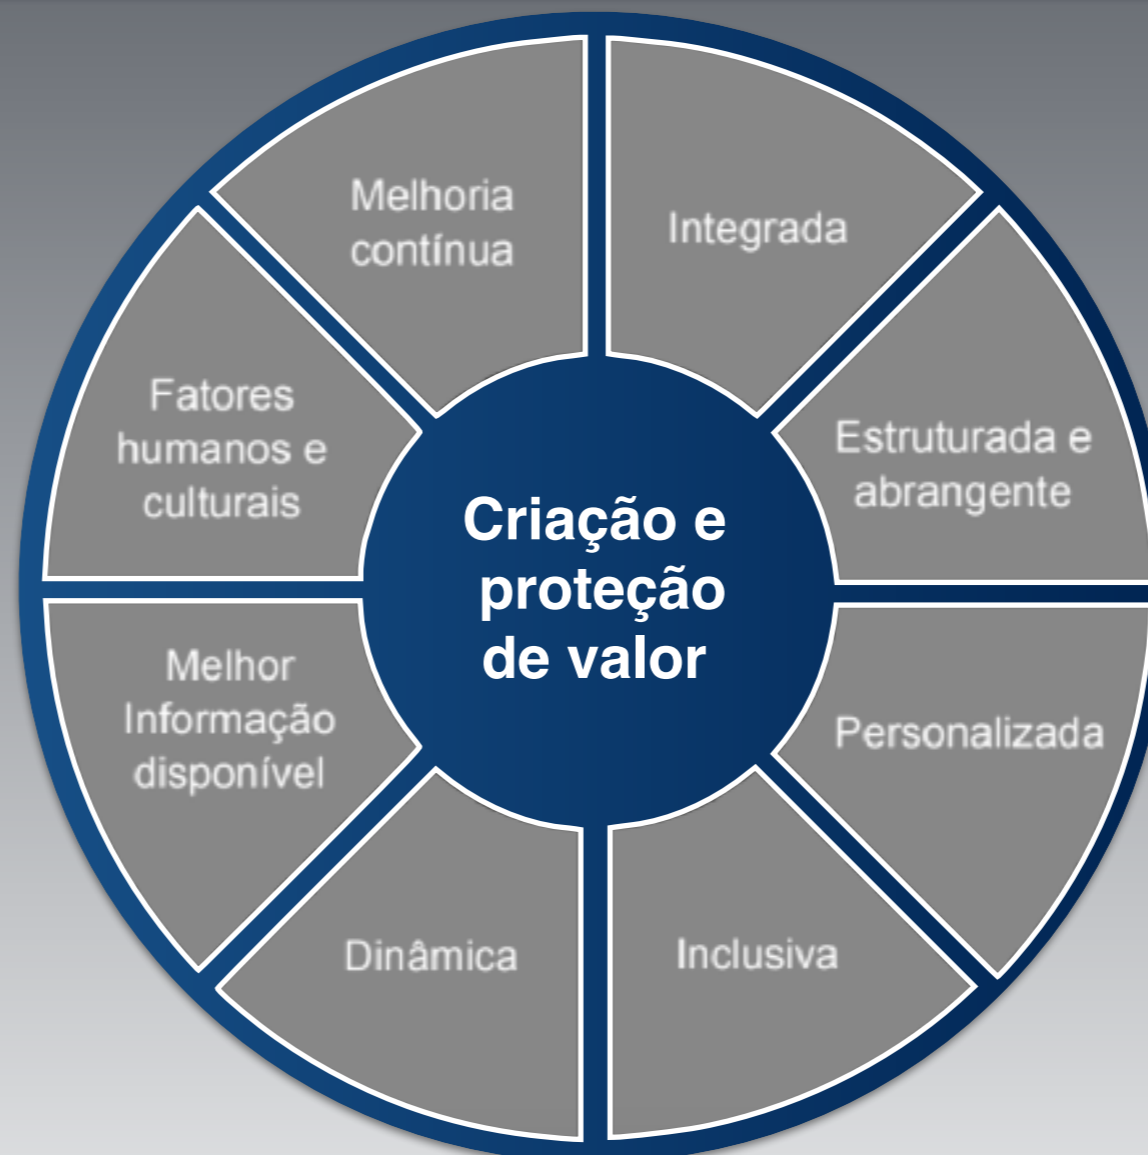 Melhoria
contínua
Integrada
Fatores
humanos e
culturais
Estruturada e
abrangente
Criação e
proteção
de valor
Melhor
Informação
disponível
Personalizada
Dinâmica
Inclusiva